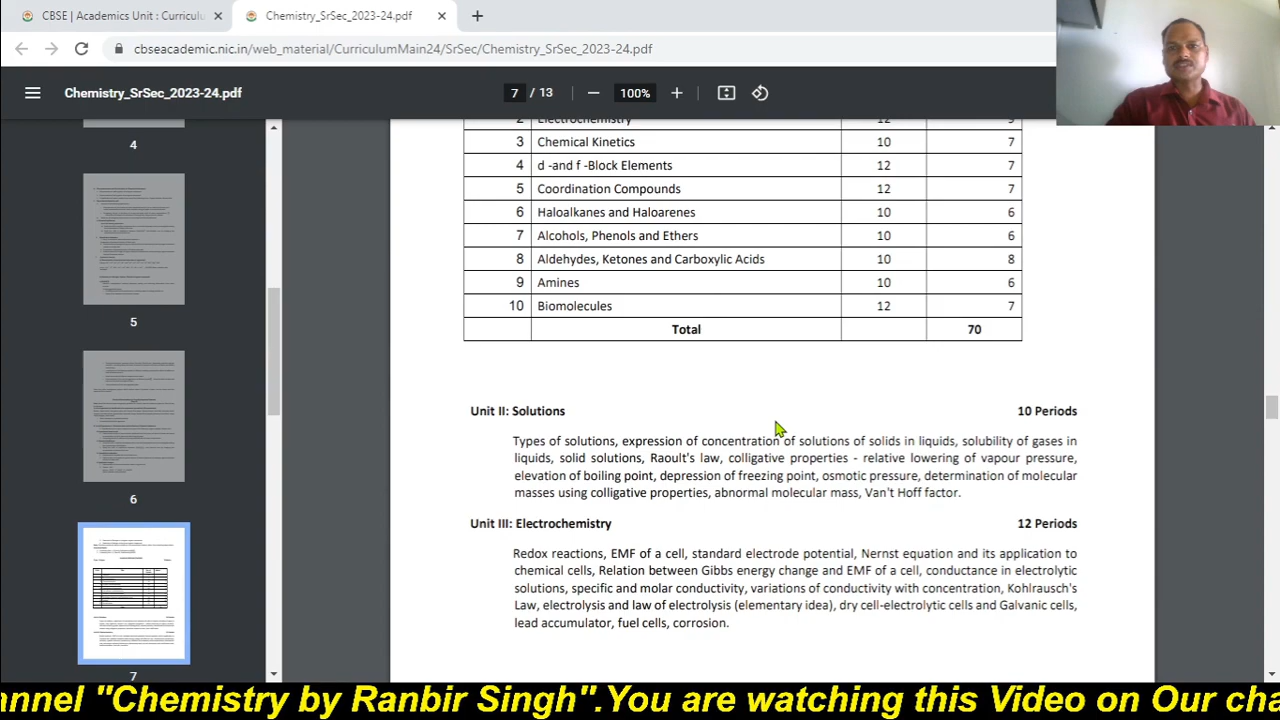 CBSE | Academics Unit : Curriculu
Chemistry_SrSec_2023-24.pdf
cbseacademic.nic.in/web_material/CurriculumMain24/SrSec/Chemistry_SrSec_2023-24.pdf
Chemistry_SrSec_2023-24.pdf
7 / 13
100%
4
5
6
7
2 Electrochemistry 12 9
3 Chemical Kinetics 10 7
4 d -and f -Block Elements 12 7
5 Coordination Compounds 12 7
6 Haloalkanes and Haloarenes 10 6
7 Alcohols, Phenols and Ethers 10 6
8 Aldehydes, Ketones and Carboxylic Acids 10 8
9 Amines 10 6
10 Biomolecules 12 7
Total 70
Unit II: Solutions 10 Periods
Types of solutions, expression of concentration of solutions of solids in liquids, solubility of gases in
liquids, solid solutions, Raoult's law, colligative properties - relative lowering of vapour pressure,
elevation of boiling point, depression of freezing point, osmotic pressure, determination of molecular
masses using colligative properties, abnormal molecular mass, Van't Hoff factor.
Unit III: Electrochemistry 12 Periods
Redox reactions, EMF of a cell, standard electrode potential, Nernst equation and its application to
chemical cells, Relation between Gibbs energy change and EMF of a cell, conductance in electrolytic
solutions, specific and molar conductivity, variations of conductivity with concentration, Kohlrausch's
Law, electrolysis and law of electrolysis (elementary idea), dry cell-electrolytic cells and Galvanic cells,
lead accumulator, fuel cells, corrosion.
annel "Chemistry by Ranbir Singh".You are watching this Video on Our cha